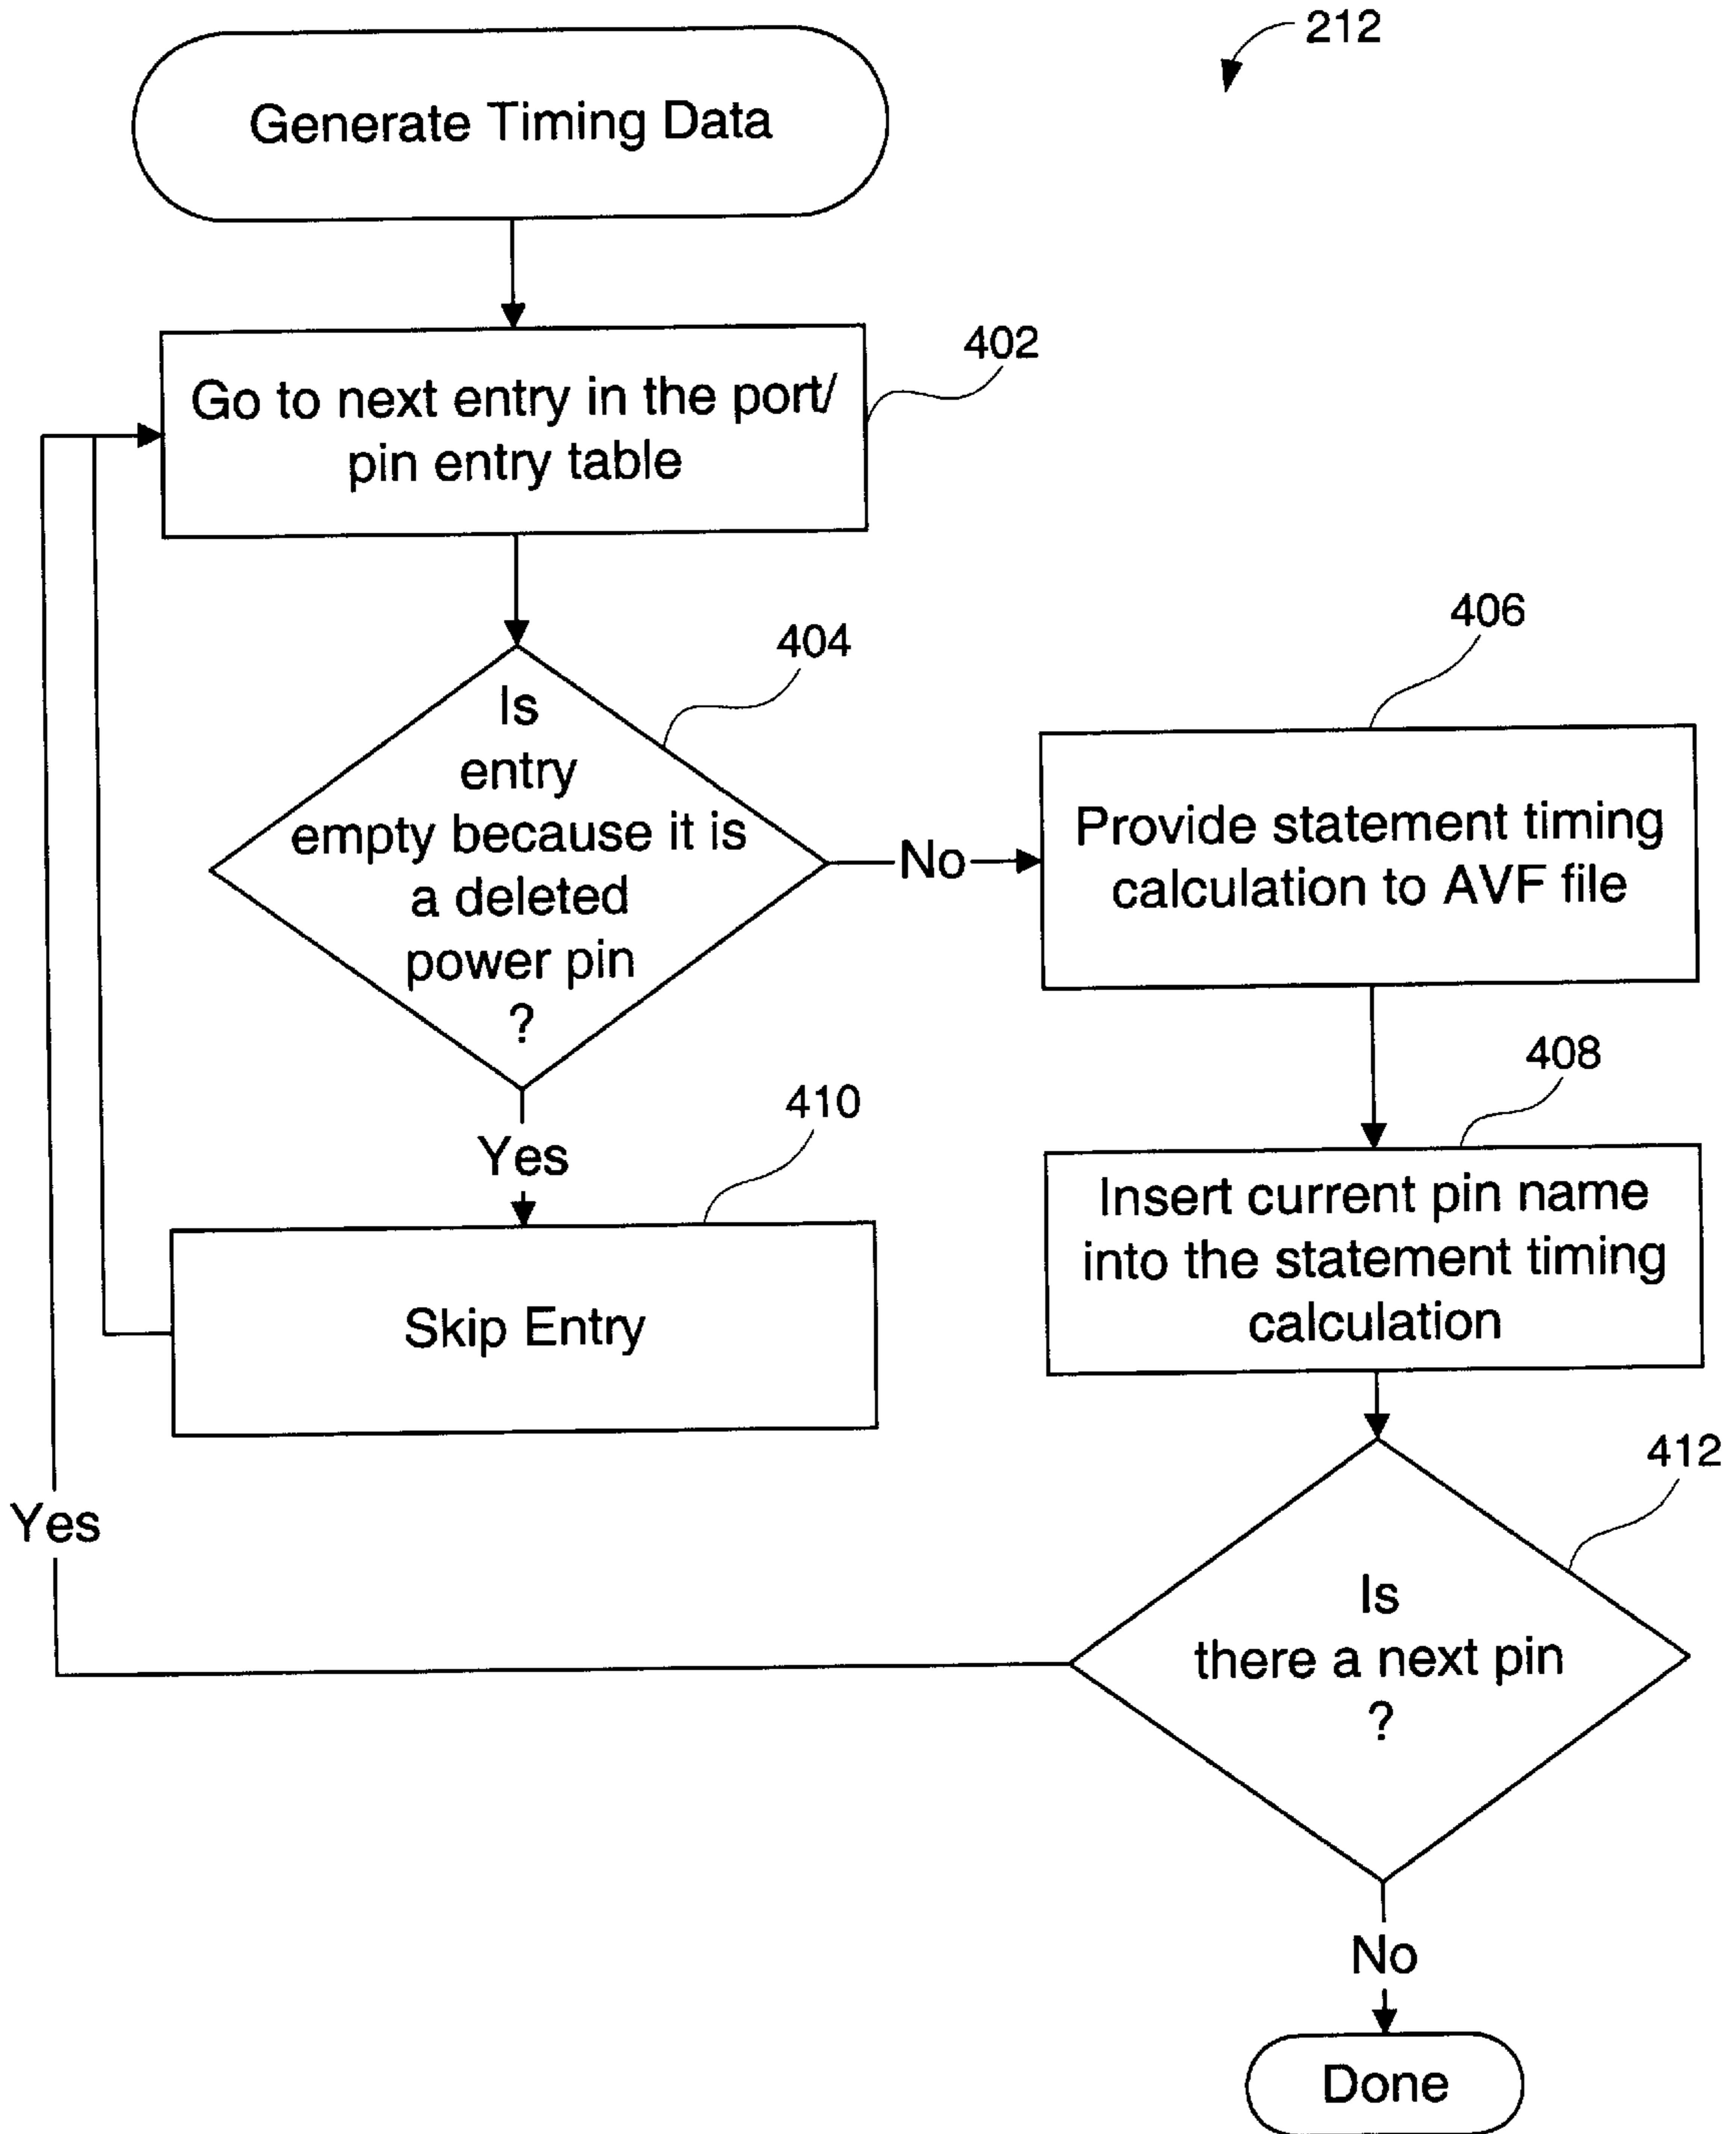 212
Generate Timing Data
402
Go to next entry in the port/
pin entry table
404
Is
entry
empty because it is
a deleted
power pin
?
No
406
Provide statement timing
calculation to AVF file
Yes
410
Skip Entry
408
Insert current pin name
into the statement timing
calculation
412
Is
there a next pin
?
Yes
No
Done